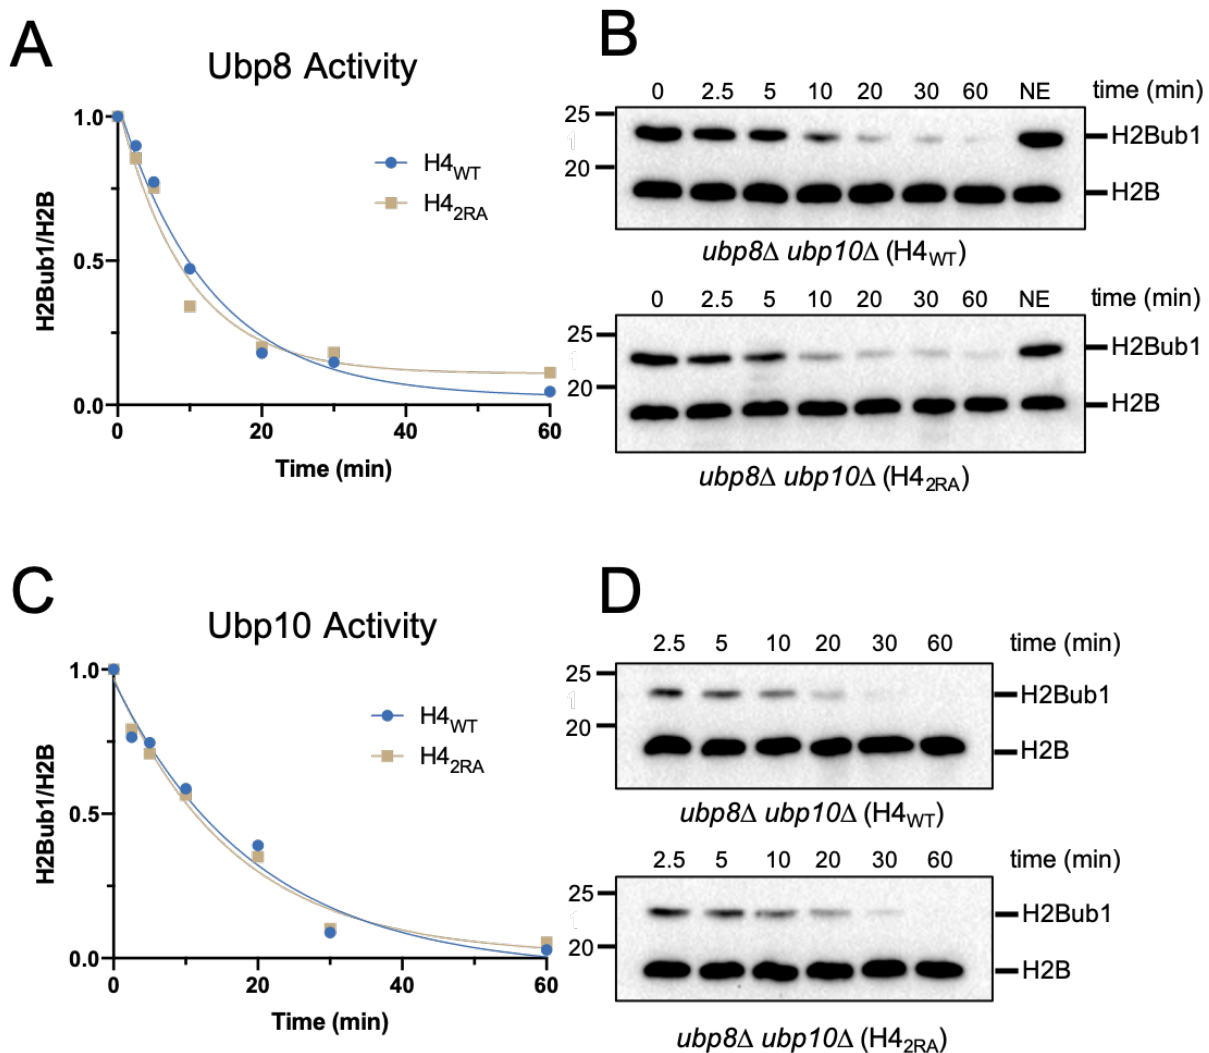 A
Ubp8 Activity
1.0
0.5
0.0
H2Bub1/H2B
H4WT
H42RA
0 20 40 60
Time (min)
B
0 2.5 5 10 20 30 60 NE time (min)
25
20
1
H2Bub1
H2B
ubp8Δ ubp10Δ (H4WT)
0 2.5 5 10 20 30 60 NE time (min)
25
20
1
H2Bub1
H2B
ubp8Δ ubp10Δ (H42RA)
C
Ubp10 Activity
1.0
0.5
0.0
H2Bub1/H2B
H4WT
H42RA
0 20 40 60
Time (min)
D
2.5 5 10 20 30 60 time (min)
25
20
1
H2Bub1
H2B
ubp8Δ ubp10Δ (H4WT)
2.5 5 10 20 30 60 time (min)
25
20
1
H2Bub1
H2B
ubp8Δ ubp10Δ (H42RA)